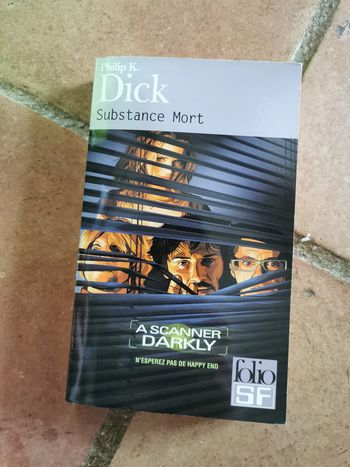 Philip K.
Dick
Substance Mort
A SCANNER
DARKLY
N'ESPEREZ PAS DE HAPPY END
folio
SF